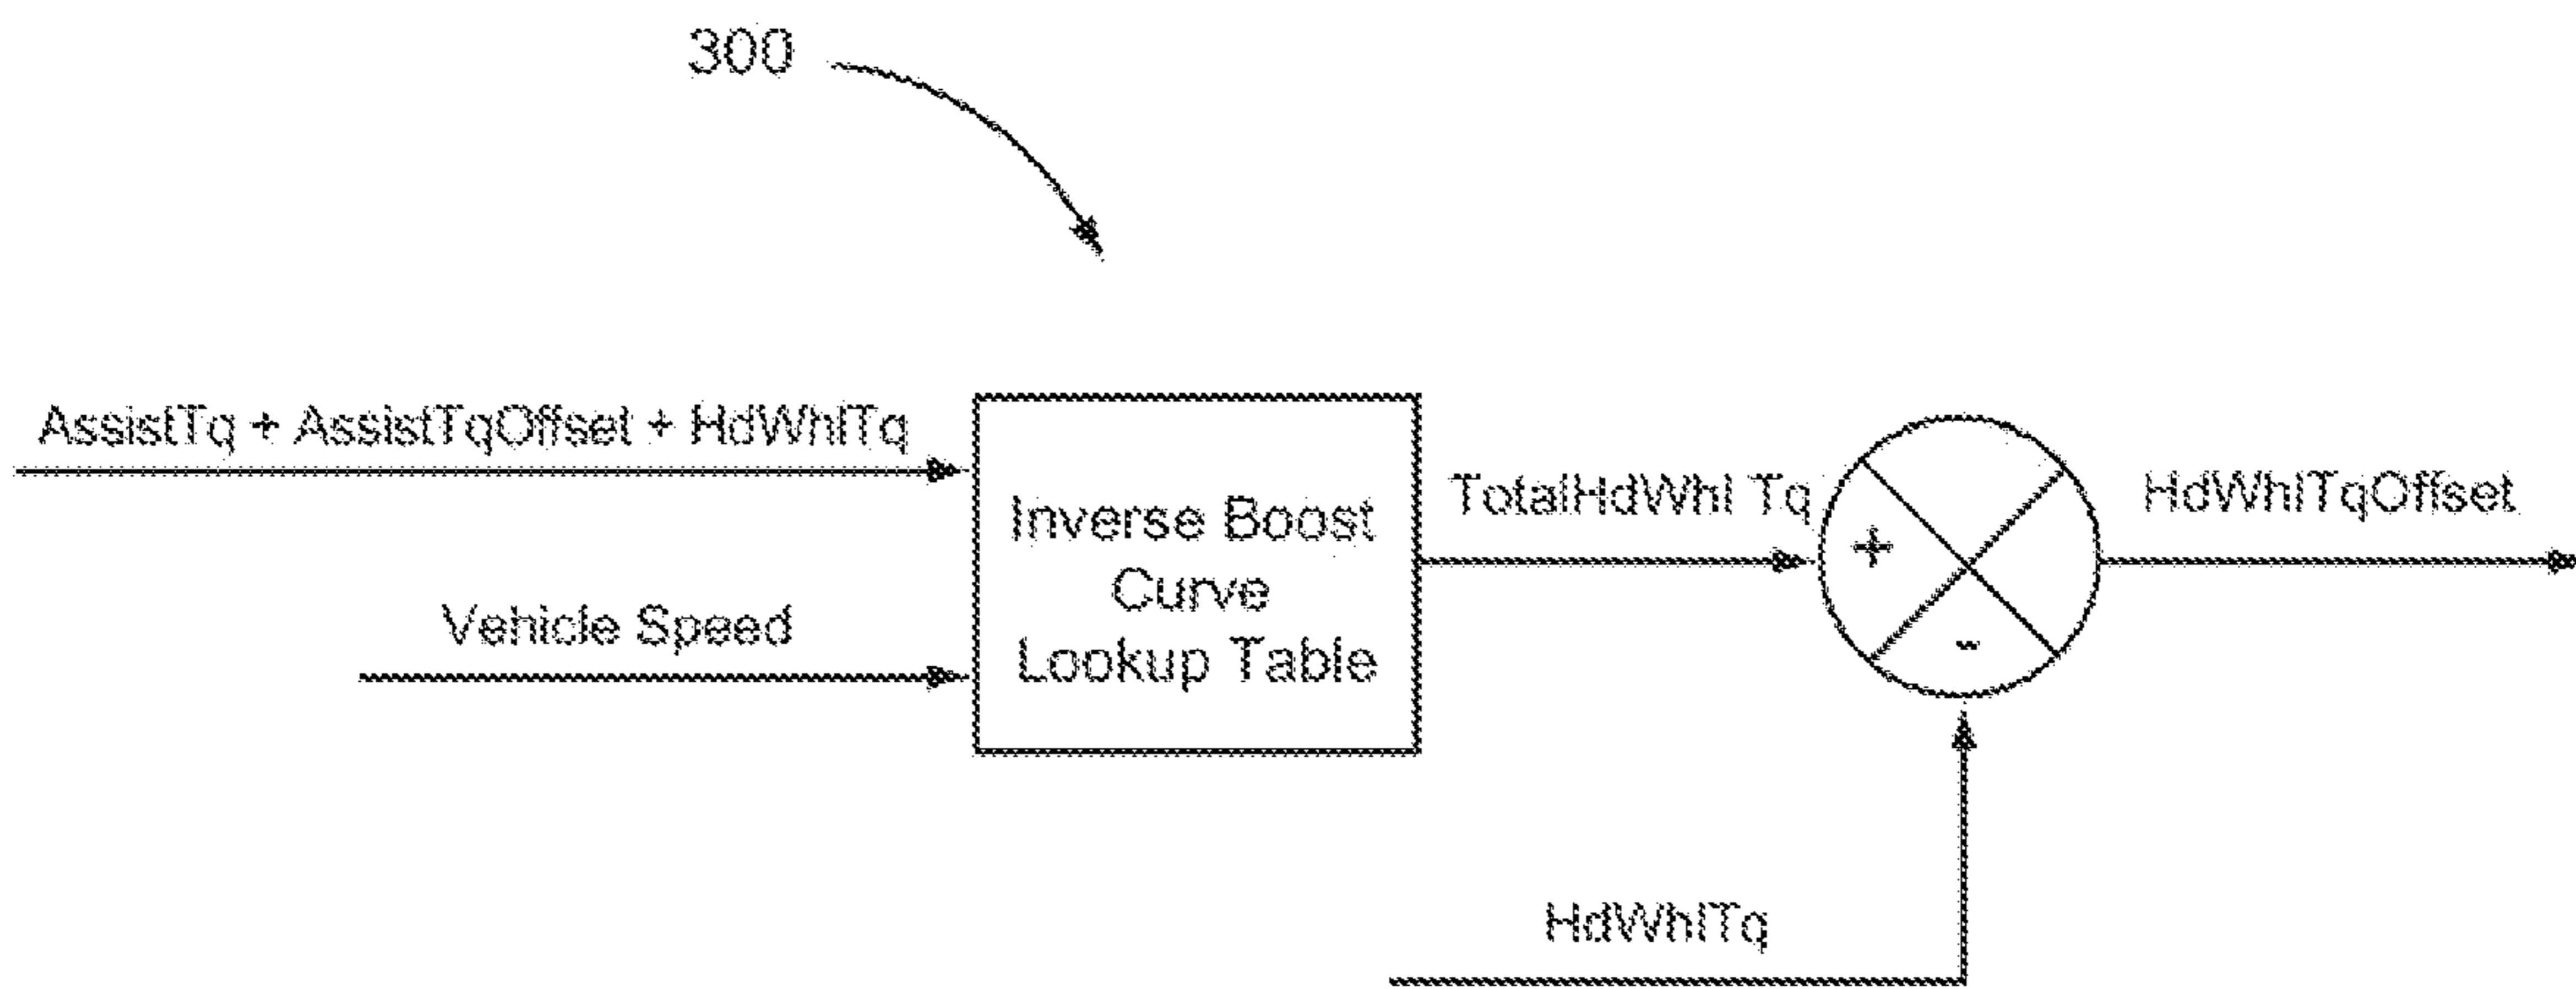 300
AssistTq + AssistTqOffset + HdWhlTq
Vehicle Speed
Inverse Boost
Curve
Lookup Table
TotalHdWhl Tq
+
-
HdWhlTqOffset
HdWhlTq